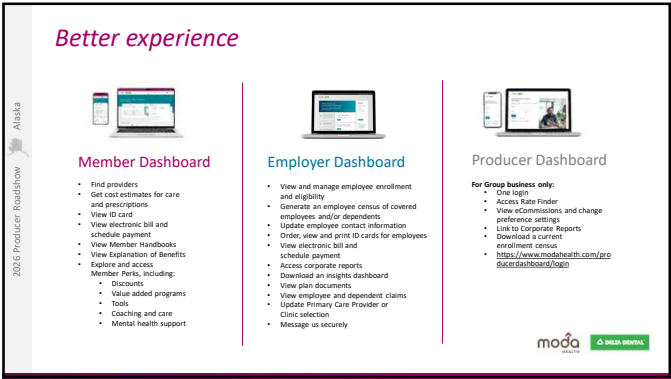 Better experience
2026 Producer Roadshow Alaska
Member Dashboard
• Find providers
• Get cost estimates for care
and prescriptions
• View ID card
• View electronic bill and
schedule payment
• View Member Handbooks
• View Explanation of Benefits
• Explore and access
Member Perks, including:
• Discounts
• Value added programs
• Tools
• Coaching and care
• Mental health support
Employer Dashboard
• View and manage employee enrollment
and eligibility
• Generate an employee census of covered
employees and/or dependents
• Update employee contact information
• Order, view and print ID cards for employees
• View electronic bill and
schedule payment
• Access corporate reports
• Download an insights dashboard
• View plan documents
• View employee and dependent claims
• Update Primary Care Provider or
Clinic selection
• Message us securely
Producer Dashboard
For Group business only:
• One login
• Access Rate Finder
• View eCommissions and change
preference settings
• Link to Corporate Reports
• Download a current
enrollment census
• https://www.modahealth.com/pro
ducerdashboard/login
moda
HEALTH
DELTA DENTAL